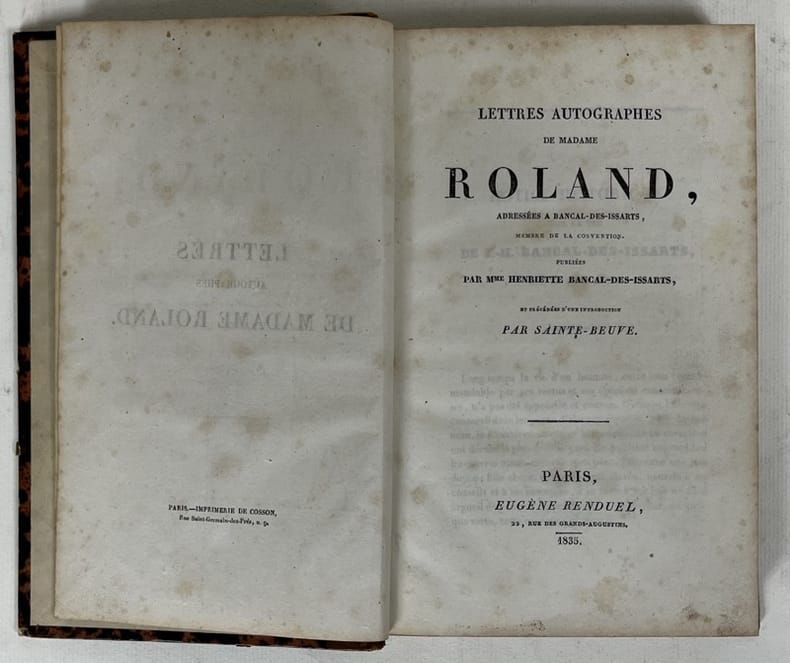 PARIS.—IMPRIMERIE DE COSSON,
Rue Saint-Germain-des-Prés, n. 9.
LETTRES AUTOGRAPHES
DE MADAME
ROLAND,
ADRESSÉES A BANCAL-DES-ISSARTS,
MEMBRE DE LA CONVENTION.
PUBLIÉES
PAR MME HENRIETTE BANCAL-DES-ISSARTS,
ET PRÉCÉDÉES D'UNE INTRODUCTION
PAR SAINTE-BEUVE.
PARIS,
EUGÈNE RENDUEL,
22, RUE DES GRANDS-AUGUSTINS.
1835.